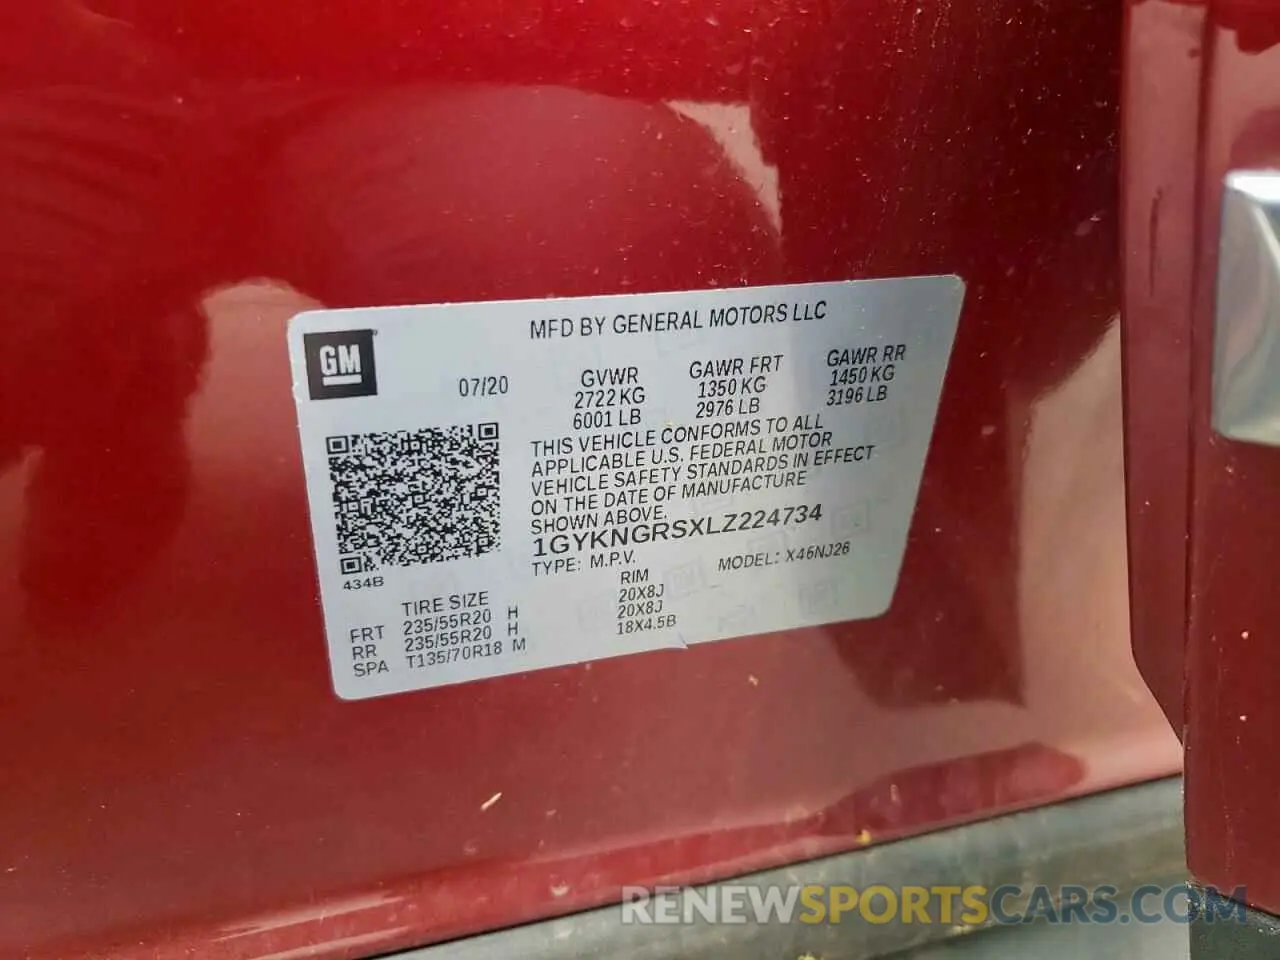 MFD BY GENERAL MOTORS LLC
GM
07/20
GVWR
2722 KG
6001 LB
GAWR FRT
1350 KG
2976 LB
GAWR RR
1450 KG
3196 LB
THIS VEHICLE CONFORMS TO ALL
APPLICABLE U.S. FEDERAL MOTOR
VEHICLE SAFETY STANDARDS IN EFFECT
ON THE DATE OF MANUFACTURE
SHOWN ABOVE.
1GYKNGRSXLZ224734
TYPE: M.P.V.
MODEL: X46NJ26
434B
TIRE SIZE
RIM
FRT 235/55R20 H 20X8J
RR 235/55R20 H 20X8J
SPA T135/70R18 M 18X4.5B
RENEWSPORTSCARS.COM